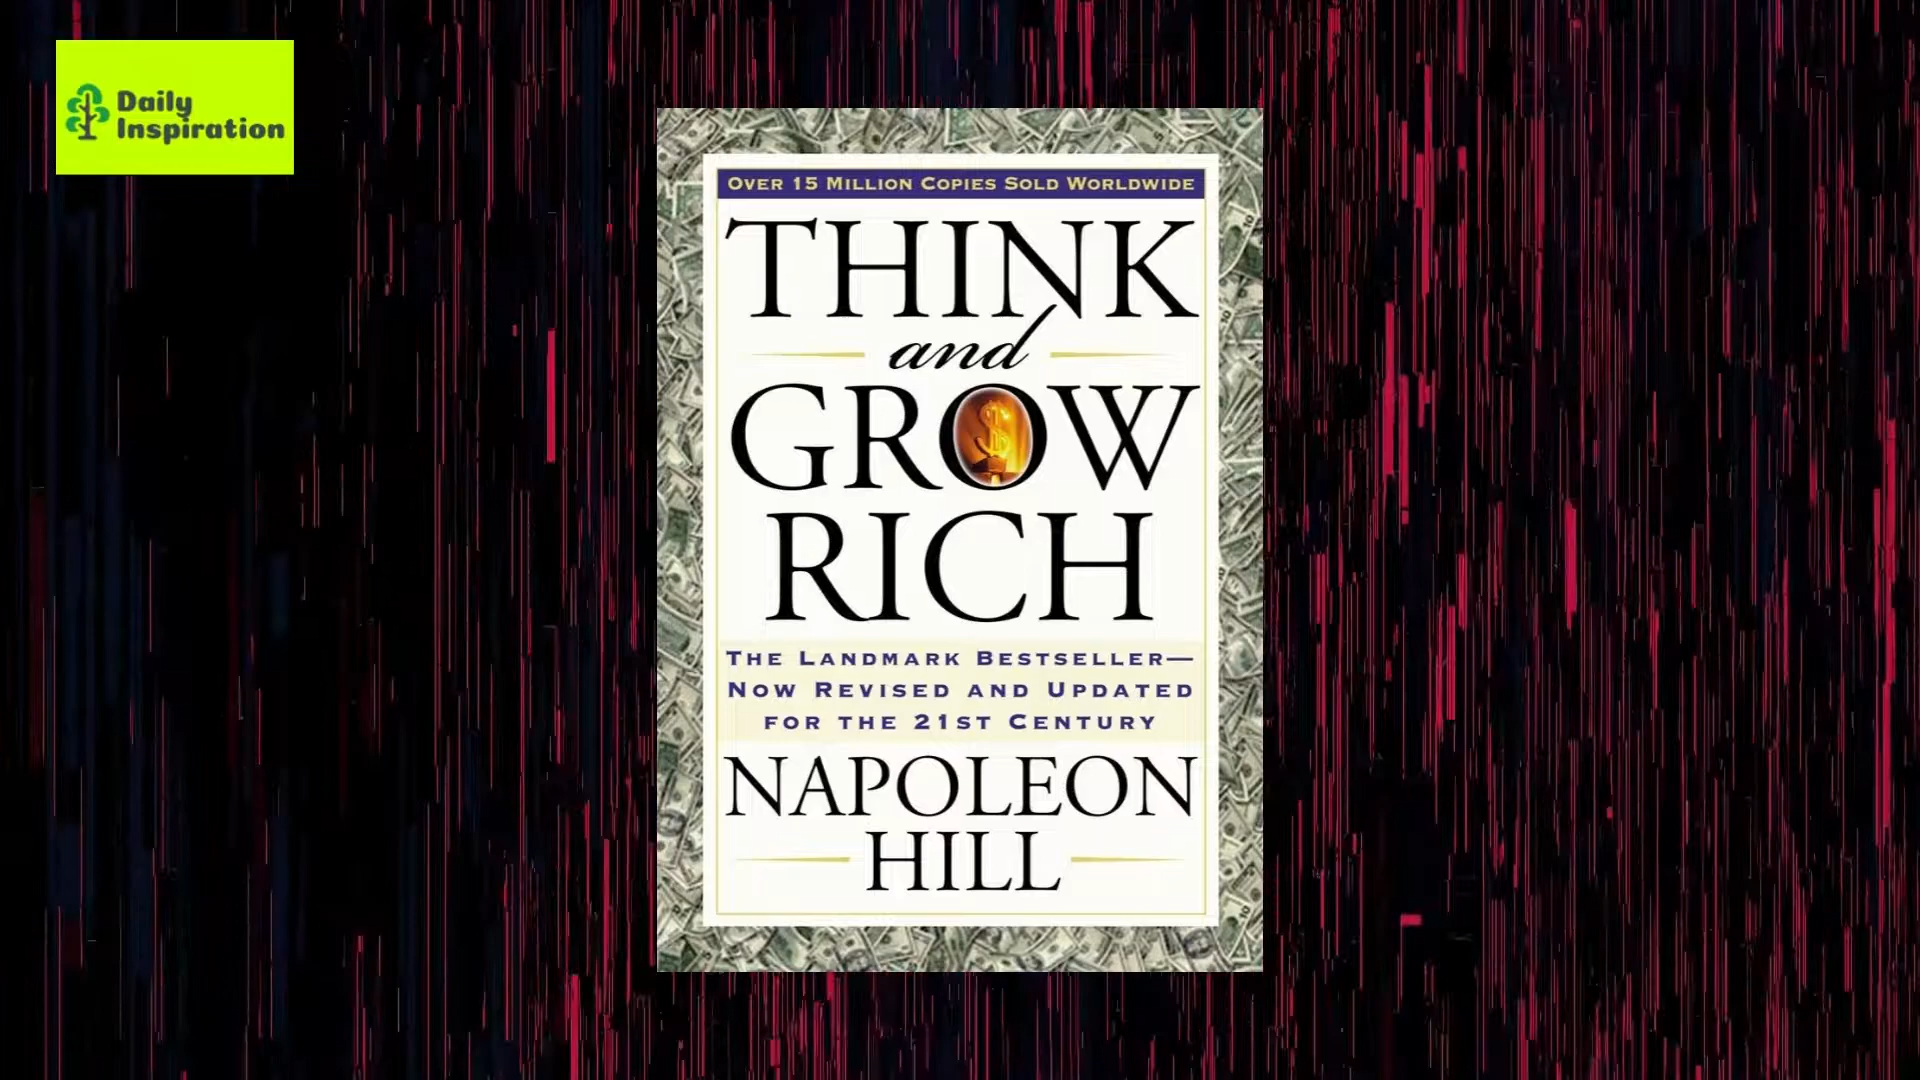 Daily
Inspiration
OVER 15 MILLION COPIES SOLD WORLDWIDE
THINK
and
GROW
RICH
THE LANDMARK BESTSELLER—
NOW REVISED AND UPDATED
FOR THE 21ST CENTURY
NAPOLEON
HILL